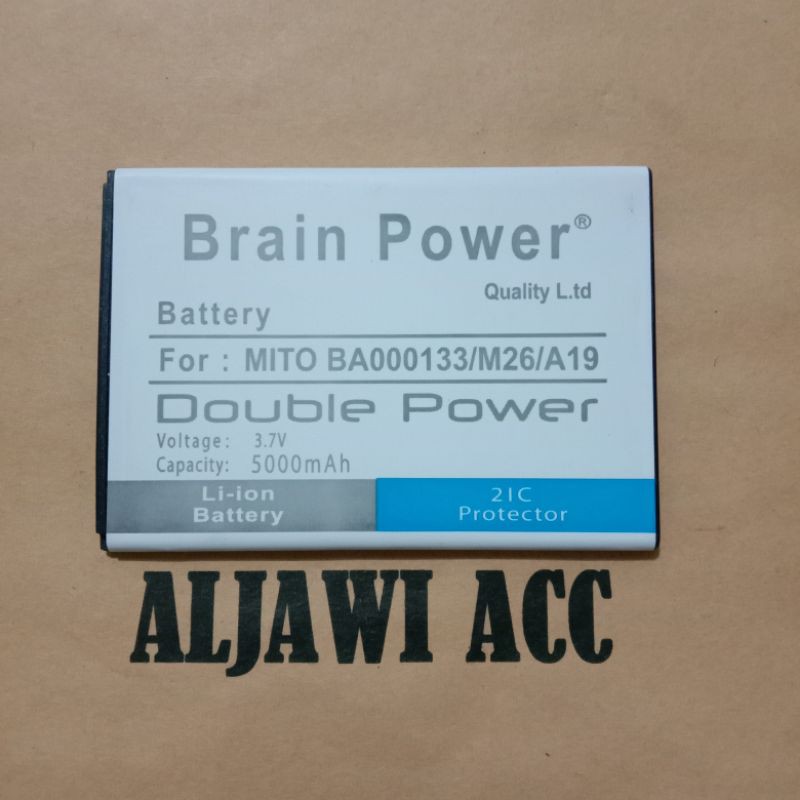 Brain Power®
Quality L.td
Battery
For : MITO BA000133/M26/A19
Double Power
Voltage: 3.7V
Capacity: 5000mAh
Li-ion
Battery
2IC
Protector
ALJAWI ACC